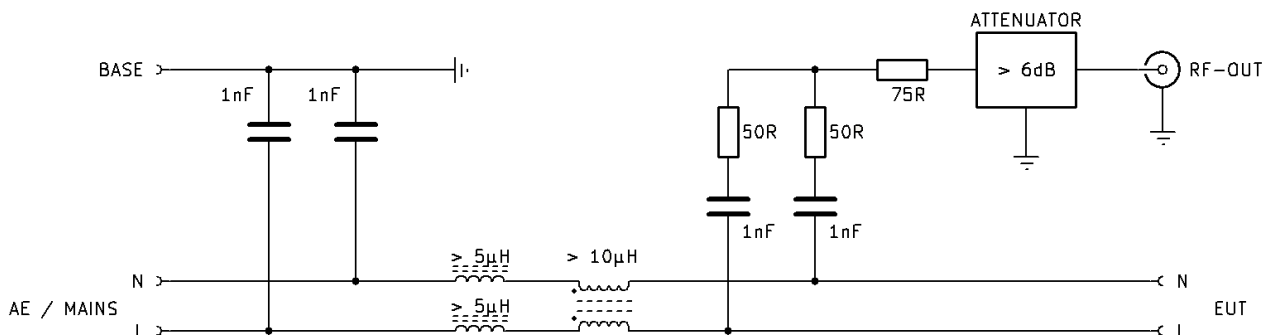 ATTENUATOR
BASE
> 6dB
RF-OUT
1nF
1nF
75R
50R
50R
1nF
1nF
> 5µH
> 10µH
N
N
AE / MAINS
> 5µH
EUT
L
L